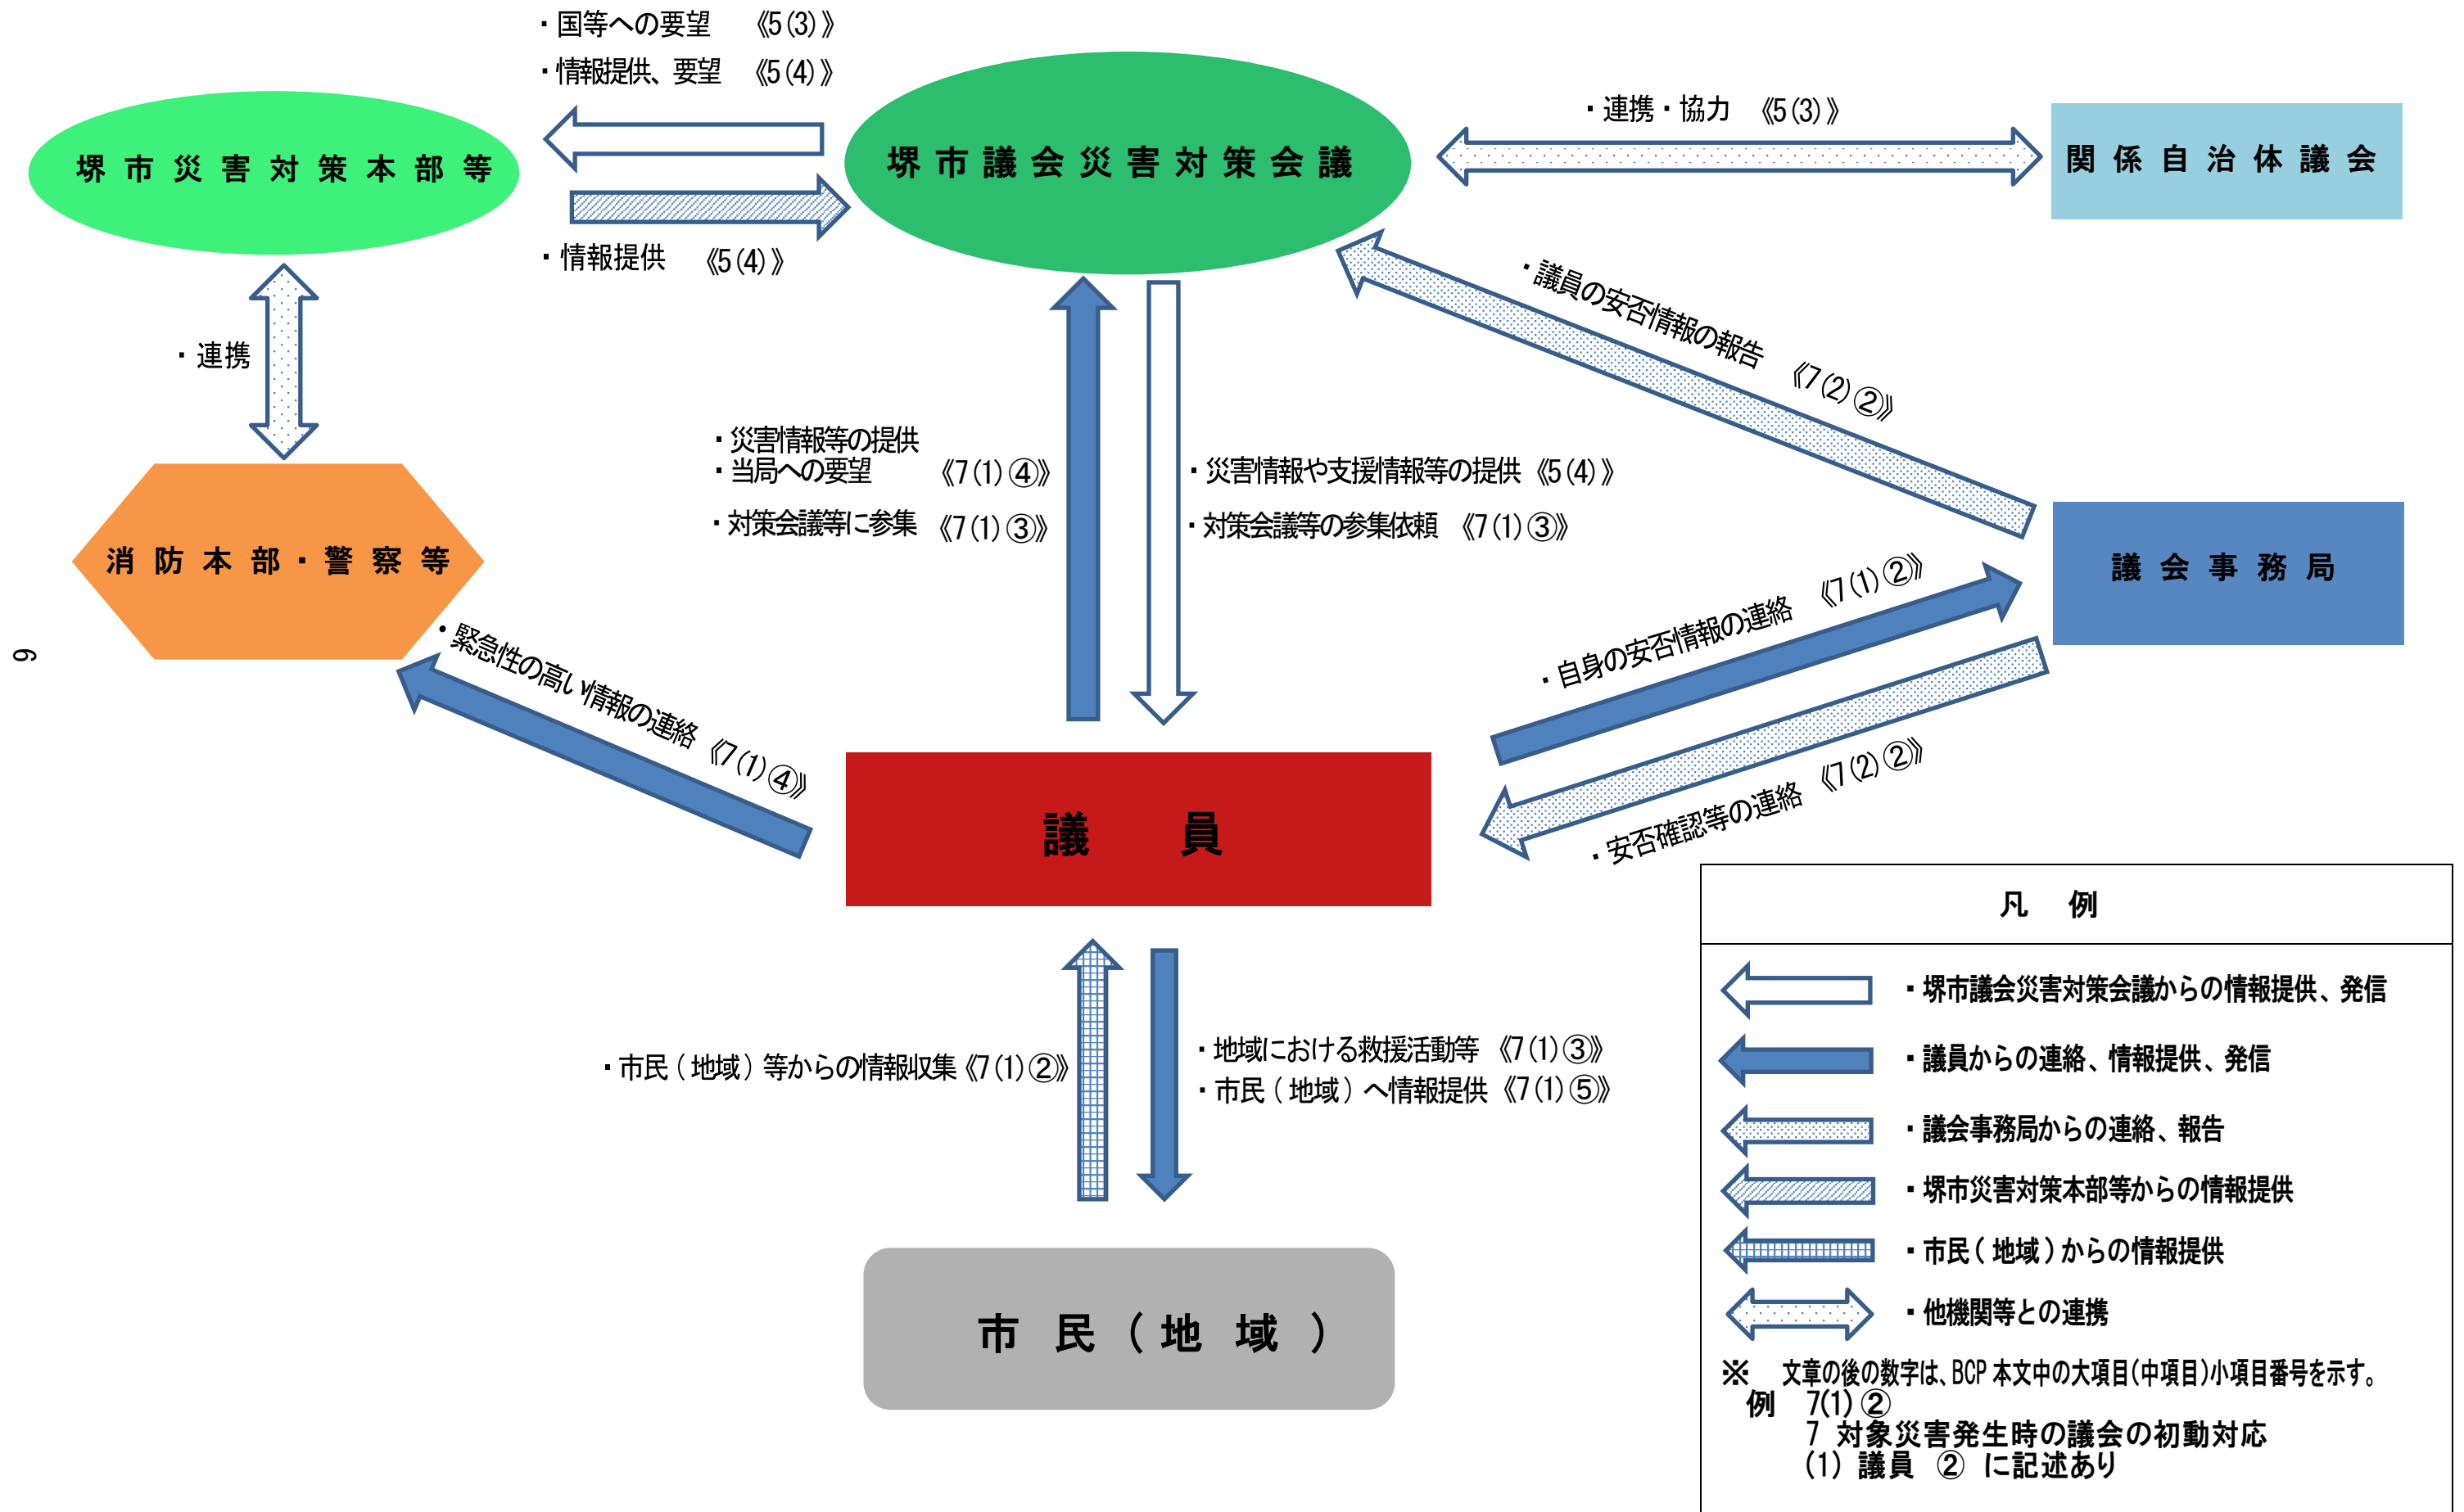 ・国等への要望　《5(3)》
・情報提供、要望　《5(4)》
堺市災害対策本部等
堺市議会災害対策会議
・連携・協力　《5(3)》
関係自治体議会
・情報提供　《5(4)》
・議員の安否情報の報告　《7(2)②》
・連携
・災害情報等の提供
・当局への要望　《7(1)④》
・対策会議等に参集　《7(1)③》
・災害情報や支援情報等の提供《5(4)》
・対策会議等の参集依頼　《7(1)③》
消防本部・警察等
議会事務局
・緊急性の高い情報の連絡《7(1)④》
・自身の安否情報の連絡　《7(1)②》
・安否確認等の連絡《7(2)②》
9
議　員
・市民（地域）等からの情報収集《7(1)②》
・地域における救援活動等　《7(1)③》
・市民（地域）へ情報提供　《7(1)⑤》
市民（地域）
凡　例
・堺市議会災害対策会議からの情報提供、発信
・議員からの連絡、情報提供、発信
・議会事務局からの連絡、報告
・堺市災害対策本部等からの情報提供
・市民（地域）からの情報提供
・他機関等との連携
※　文章の後の数字は、BCP本文中の大項目(中項目)小項目番号を示す。
例　7(1)②
7 対象災害発生時の議会の初動対応
(1) 議員　②　に記述あり